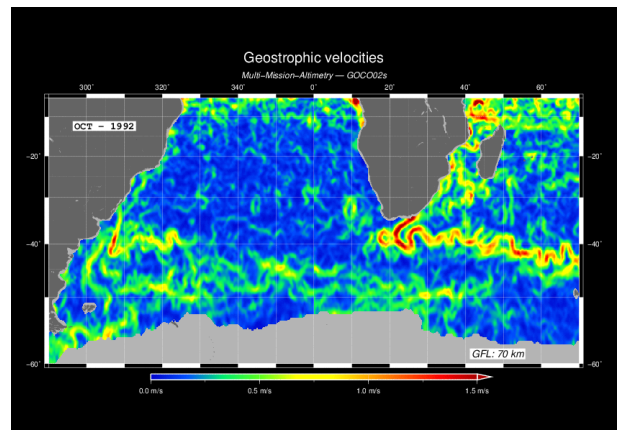 Geostrophic velocities
Multi-Mission-Altimetry — GOCO02s
300° 320° 340° 0° 20° 40° 60°
OCT - 1992
-20° -20°
-40° -40°
-60° -60°
GFL: 70 km
0.0 m/s 0.5 m/s 1.0 m/s 1.5 m/s